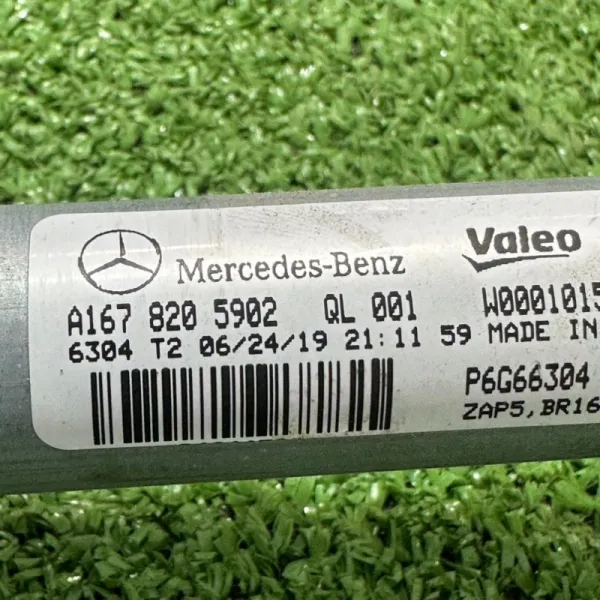 Mercedes-Benz
Valeo
A167 820 5902 QL 001 W0001015
6304 T2 06/24/19 21:11 59 MADE IN
P6G66304
ZAP5,BR16